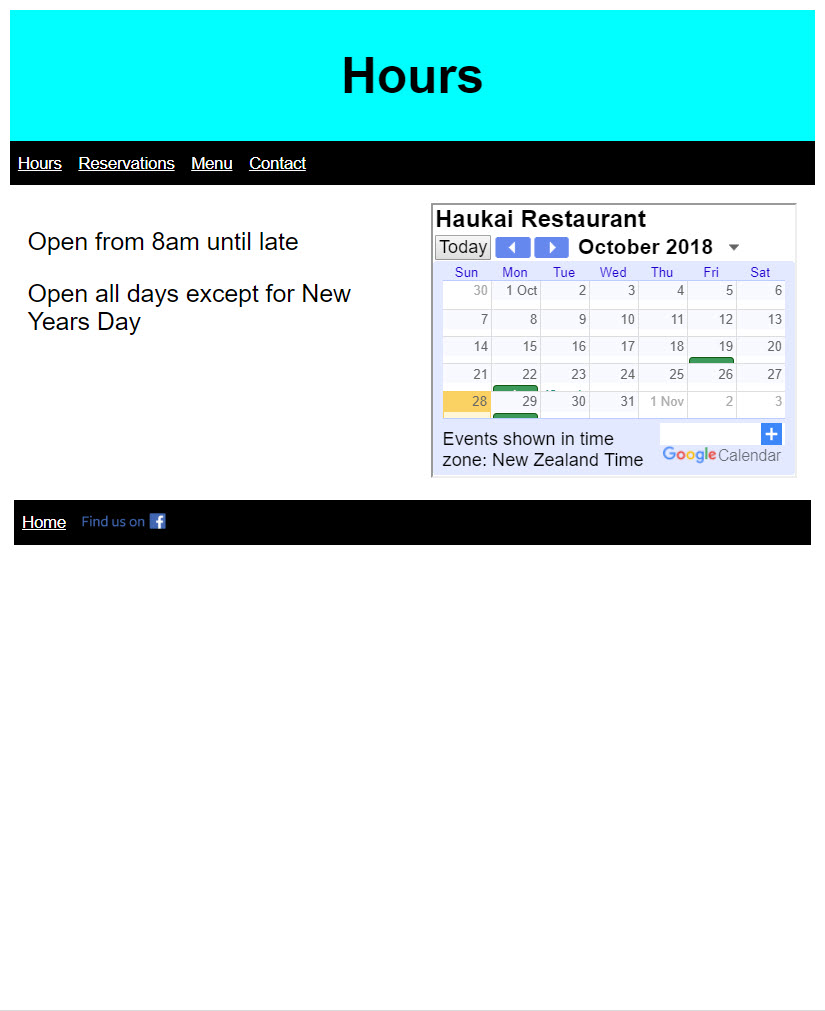 Hours
Hours Reservations Menu Contact
Open from 8am until late
Open all days except for New
Years Day
Haukai Restaurant
Today October 2018
Sun Mon Tue Wed Thu Fri Sat
30 1 Oct 2 3 4 5 6
7 8 9 10 11 12 13
14 15 16 17 18 19 20
21 22 23 24 25 26 27
28 29 30 31 1 Nov 2 3
Events shown in time
zone: New Zealand Time
+
Google Calendar
Home Find us on f